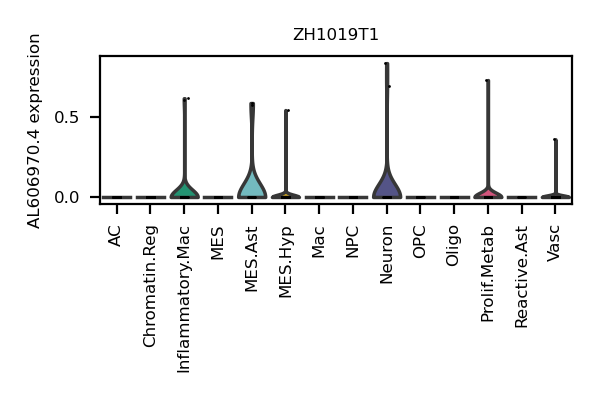 ZH1019T1
AL606970.4 expression
0.5
0.0
AC
Chromatin.Reg
Inflammatory.Mac
MES
MES.Ast
MES.Hyp
Mac
NPC
Neuron
OPC
Oligo
Prolif.Metab
Reactive.Ast
Vasc